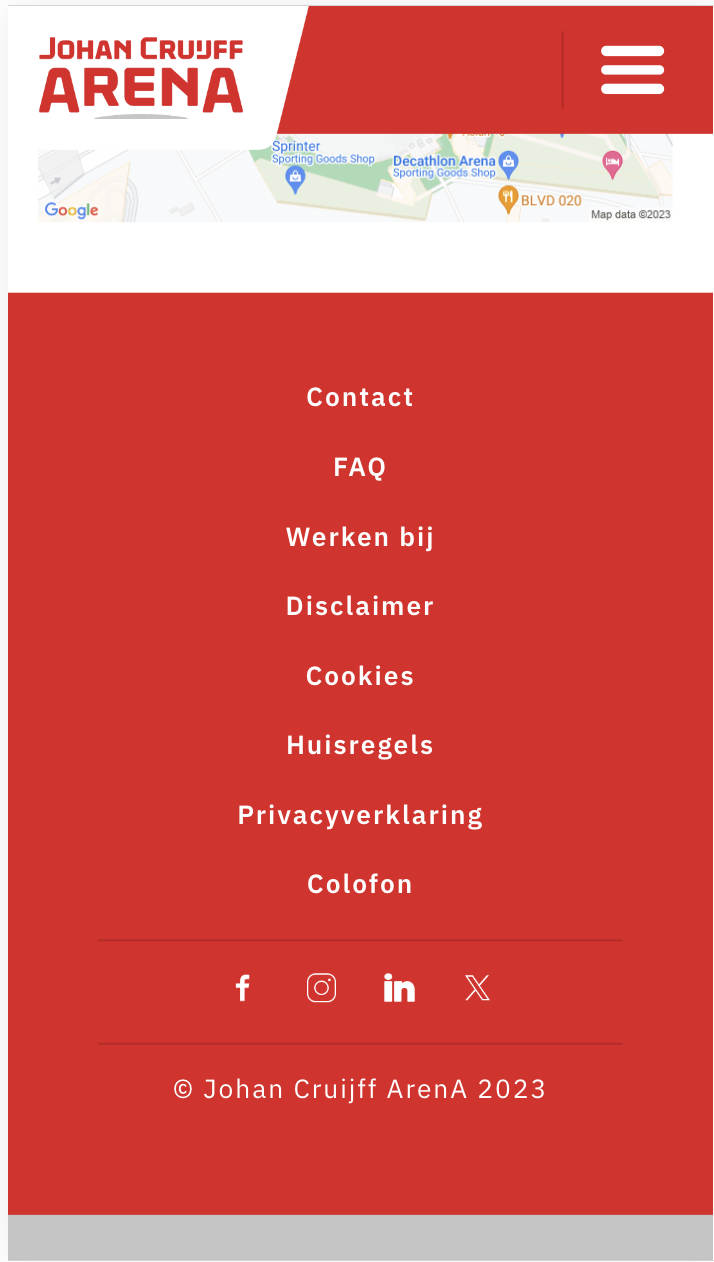 JOHAN CRUIJFF
ARENA
Sprinter
Sporting Goods Shop
Decathlon Arena
Sporting Goods Shop
BLVD 020
Google
Map data ©2023
Contact
FAQ
Werken bij
Disclaimer
Cookies
Huisregels
Privacyverklaring
Colofon
© Johan Cruijff ArenA 2023